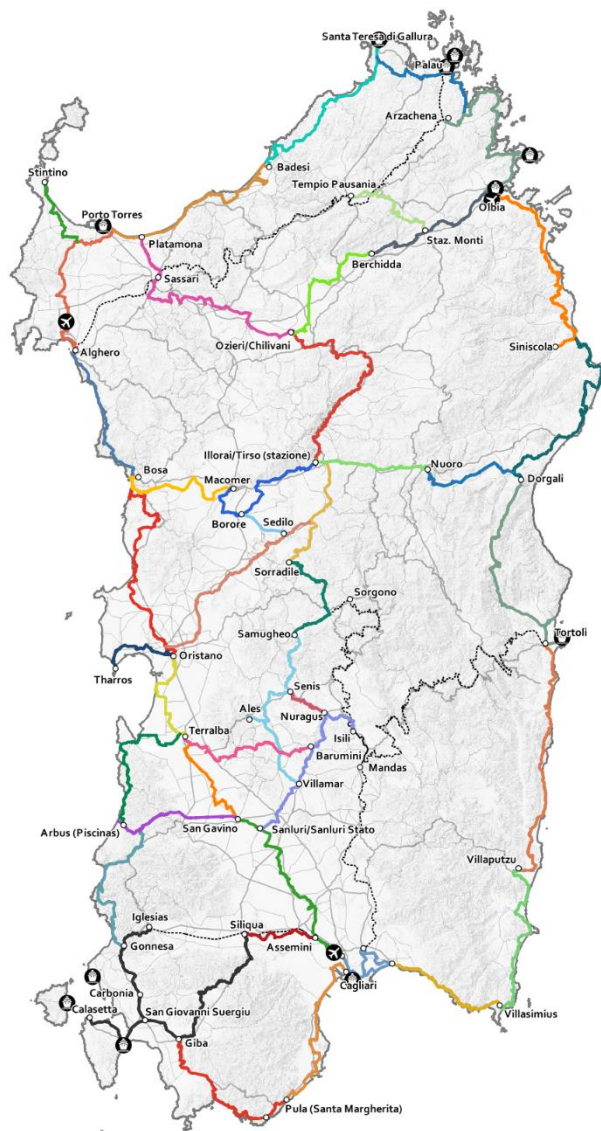 Santa Teresa di Gallura
Palau
Arzachena
Badesi
Tempio Pausania
Stintino
Porto Torres
Olbia
Platamona
Staz. Monti
Berchidda
Sassari
Ozieri/Chilivani
Siniscola
Alghero
Illorai/Tirso (stazione)
Nuoro
Bosa
Macomer
Dorgali
Borore
Sedilo
Sorradile
Sorgono
Samugheo
Tortolì
Oristano
Tharros
Senis
Ales
Nuragus
Terralba
Isili
Barumini
Mandas
Villamar
Arbus (Piscinas)
San Gavino
Sanluri/Sanluri Stato
Villaputzu
Iglesias
Siliqua
Gonnesa
Assemini
Cagliari
Carbonia
Calasetta
San Giovanni Suergiu
Villasimius
Giba
Pula (Santa Margherita)